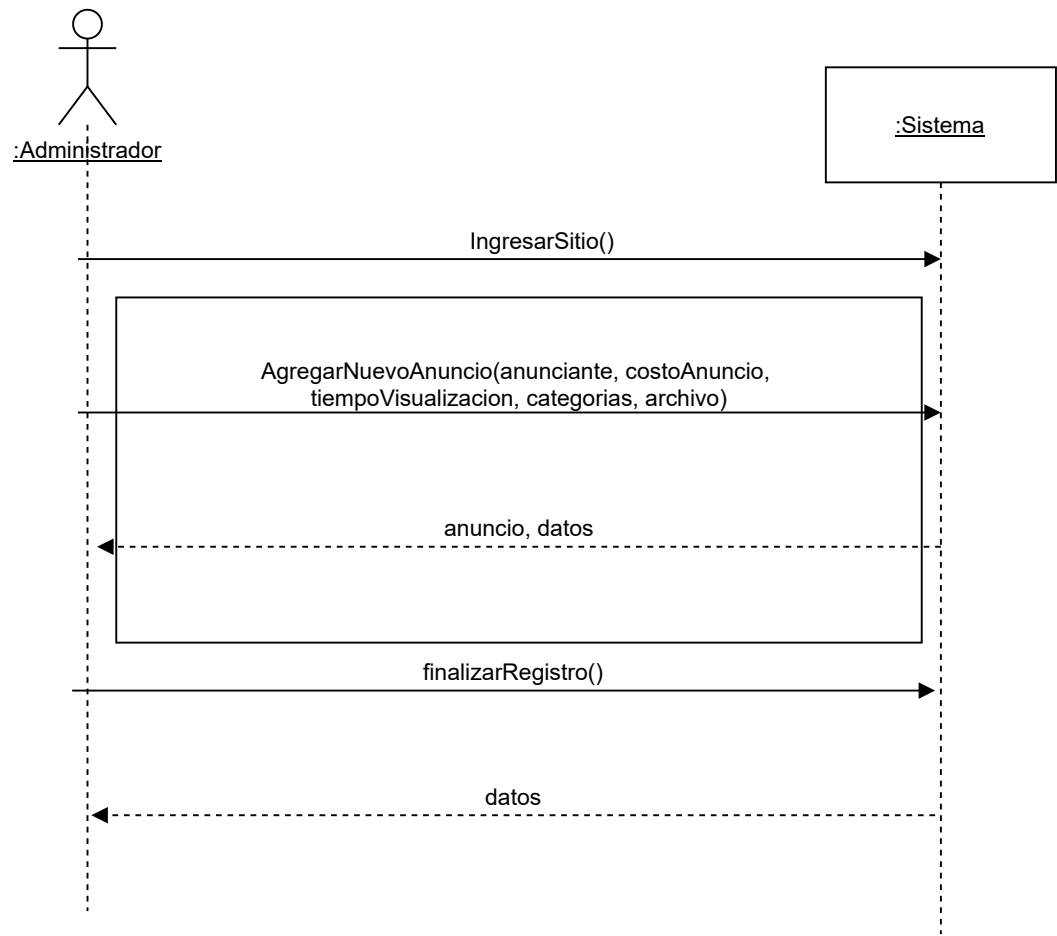 :Administrador
:Sistema
IngresarSitio()
AgregarNuevoAnuncio(anunciante, costoAnuncio,
tiempoVisualizacion, categorias, archivo)
anuncio, datos
finalizarRegistro()
datos